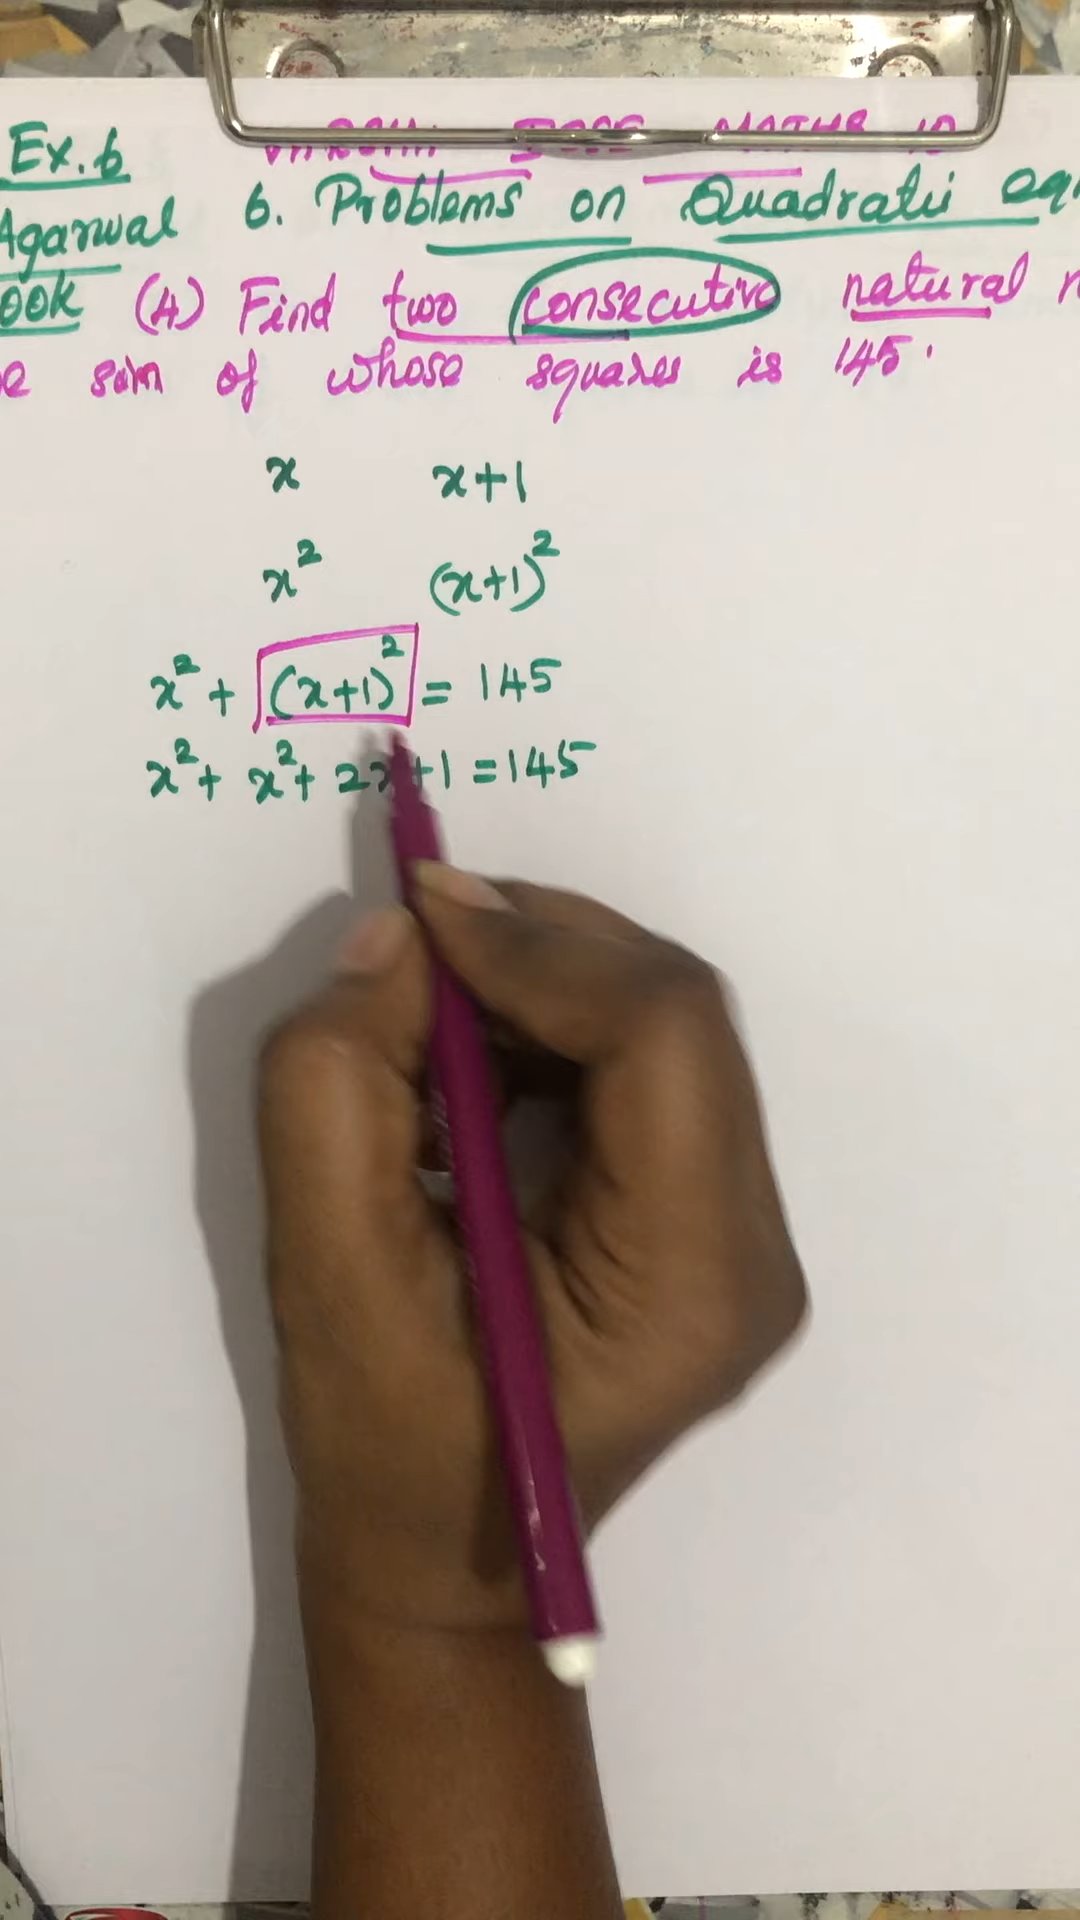 Ex.6
Agarwal 6. Problems on Quadratic
(4) Find two consecutive natural
sum of whose squares is 145.
x x+1
x² (x+1)²
x² + (x+1)² = 145
x² + x² + 2x+1 = 145